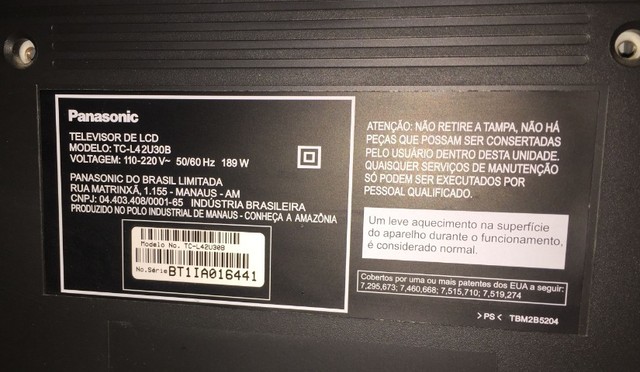 Panasonic
TELEVISOR DE LCD
MODELO: TC-L42U30B
VOLTAGEM: 110-220 V~ 50/60 Hz 189 W
PANASONIC DO BRASIL LIMITADA
RUA MATRINXÃ, 1.155 - MANAUS - AM
CNPJ: 04.403.408/0001-65 INDÚSTRIA BRASILEIRA
PRODUZIDO NO POLO INDUSTRIAL DE MANAUS - CONHEÇA A AMAZÔNIA
Modelo No. TC-L42U30B
No.Série BT1IA016441
ATENÇÃO: NÃO RETIRE A TAMPA, NÃO HÁ
PEÇAS QUE POSSAM SER CONSERTADAS
PELO USUÁRIO DENTRO DESTA UNIDADE.
QUAISQUER SERVIÇOS DE MANUTENÇÃO
SÓ PODEM SER EXECUTADOS POR
PESSOAL QUALIFICADO.
Um leve aquecimento na superfície
do aparelho durante o funcionamento,
é considerado normal.
Cobertos por uma ou mais patentes dos EUA a seguir:
7,295,673; 7,460,668; 7,515,710; 7,519,274
>PS< TBM2B5204